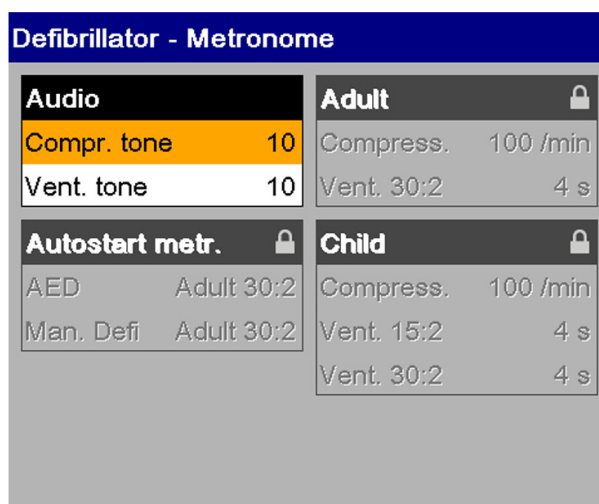 Defibrillator - Metronome
Audio
Compr. tone 10
Vent. tone 10
Adult
Compress. 100 /min
Vent. 30:2 4 s
Autostart metr.
AED Adult 30:2
Man. Defi Adult 30:2
Child
Compress. 100 /min
Vent. 15:2 4 s
Vent. 30:2 4 s